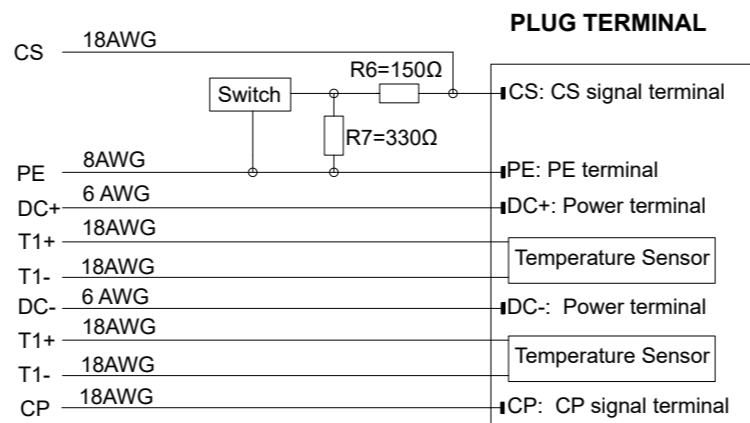 PLUG TERMINAL
CS 18AWG
R6=150Ω
Switch
CS: CS signal terminal
R7=330Ω
PE 8AWG
PE: PE terminal
DC+ 6 AWG
DC+: Power terminal
T1+ 18AWG
Temperature Sensor
T1- 18AWG
DC- 6 AWG
DC-: Power terminal
T1+ 18AWG
Temperature Sensor
T1- 18AWG
CP 18AWG
CP: CP signal terminal